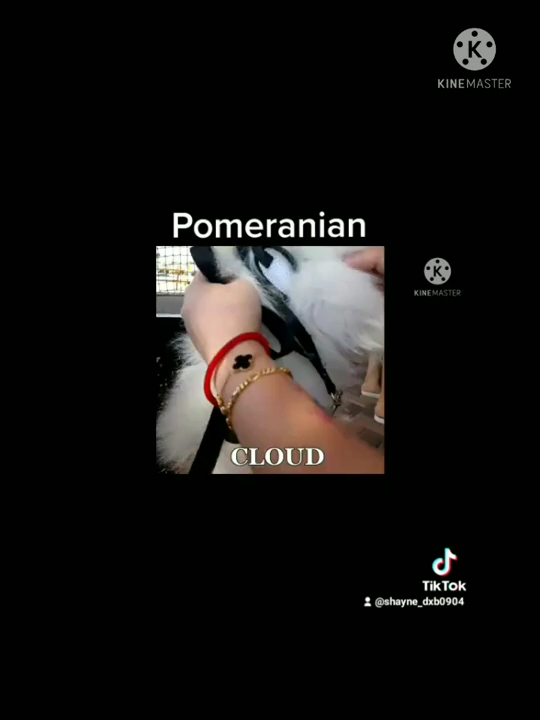 K
KINEMASTER
Pomeranian
K
KINEMASTER
CLOUD
TikTok
@shayne_dxb0904